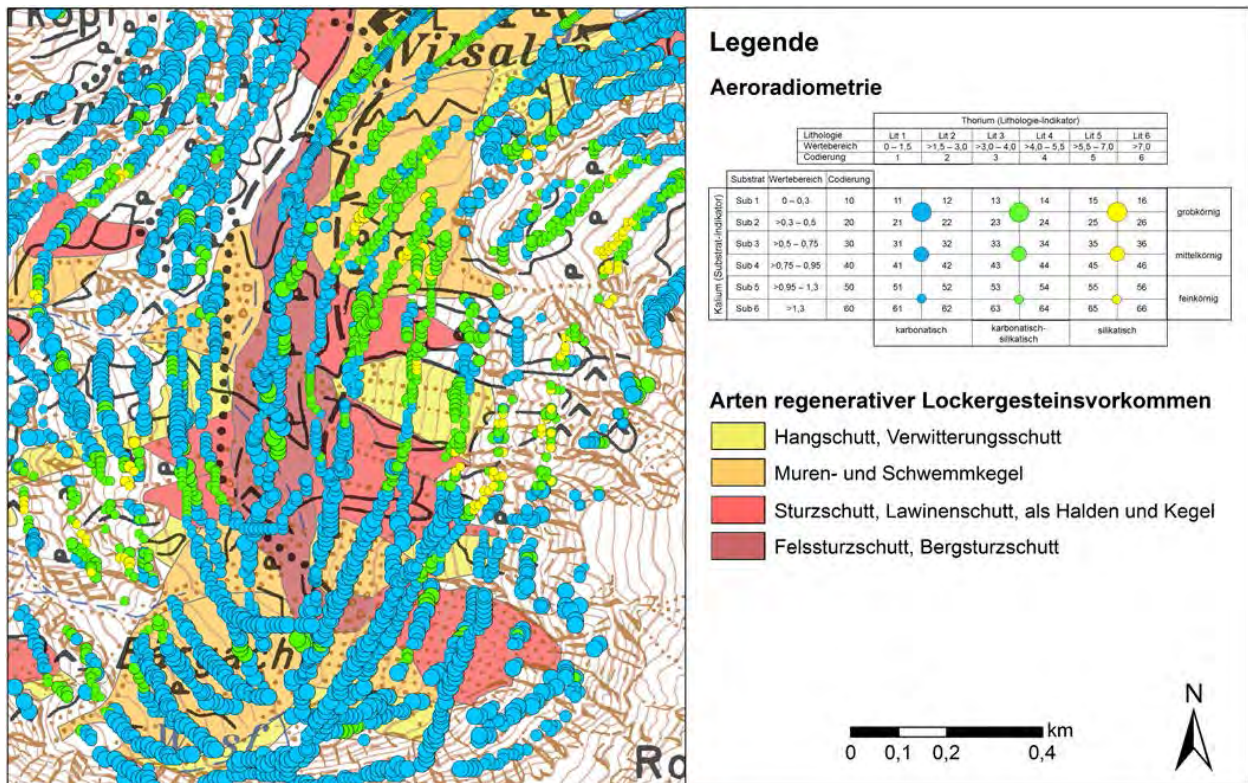 Vilsal
Bärgäch
Ro
Legende
Aeroradiometrie
Thorium (Lithologie-Indikator)
Lithologie Lit 1 Lit 2 Lit 3 Lit 4 Lit 5 Lit 6
Wertebereich 0 – 1,5 >1,5 – 3,0 >3,0 – 4,0 >4,0 – 5,5 >5,5 – 7,0 >7,0
Codierung 1 2 3 4 5 6
Kalium (Substrat-Indikator)
Substrat Wertebereich Codierung
Sub 1 0 – 0,3 10 11 12 13 14 15 16
grobkörnig
Sub 2 >0,3 – 0,5 20 21 22 23 24 25 26
Sub 3 >0,5 – 0,75 30 31 32 33 34 35 36
mittelkörnig
Sub 4 >0,75 – 0,95 40 41 42 43 44 45 46
Sub 5 >0,95 – 1,3 50 51 52 53 54 55 56
feinkörnig
Sub 6 >1,3 60 61 62 63 64 65 66
karbonatisch karbonatisch-
silikatisch silikatisch
Arten regenerativer Lockergesteinsvorkommen
Hangschutt, Verwitterungsschutt
Muren- und Schwemmkegel
Sturzschutt, Lawinenschutt, als Halden und Kegel
Felssturzschutt, Bergsturzschutt
N
km
0 0,1 0,2 0,4